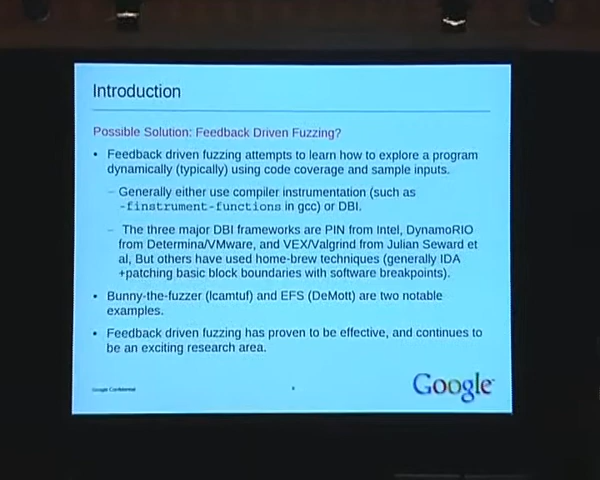 Introduction
Possible Solution: Feedback Driven Fuzzing?
• Feedback driven fuzzing attempts to learn how to explore a program
dynamically (typically) using code coverage and sample inputs.
– Generally either use compiler instrumentation (such as
-finstrument-functions in gcc) or DBI.
– The three major DBI frameworks are PIN from Intel, DynamoRIO
from Determina/VMware, and VEX/Valgrind from Julian Seward et
al, But others have used home-brew techniques (generally IDA
+patching basic block boundaries with software breakpoints).
• Bunny-the-fuzzer (lcamtuf) and EFS (DeMott) are two notable
examples.
• Feedback driven fuzzing has proven to be effective, and continues to
be an exciting research area.
Google Confidential
Google